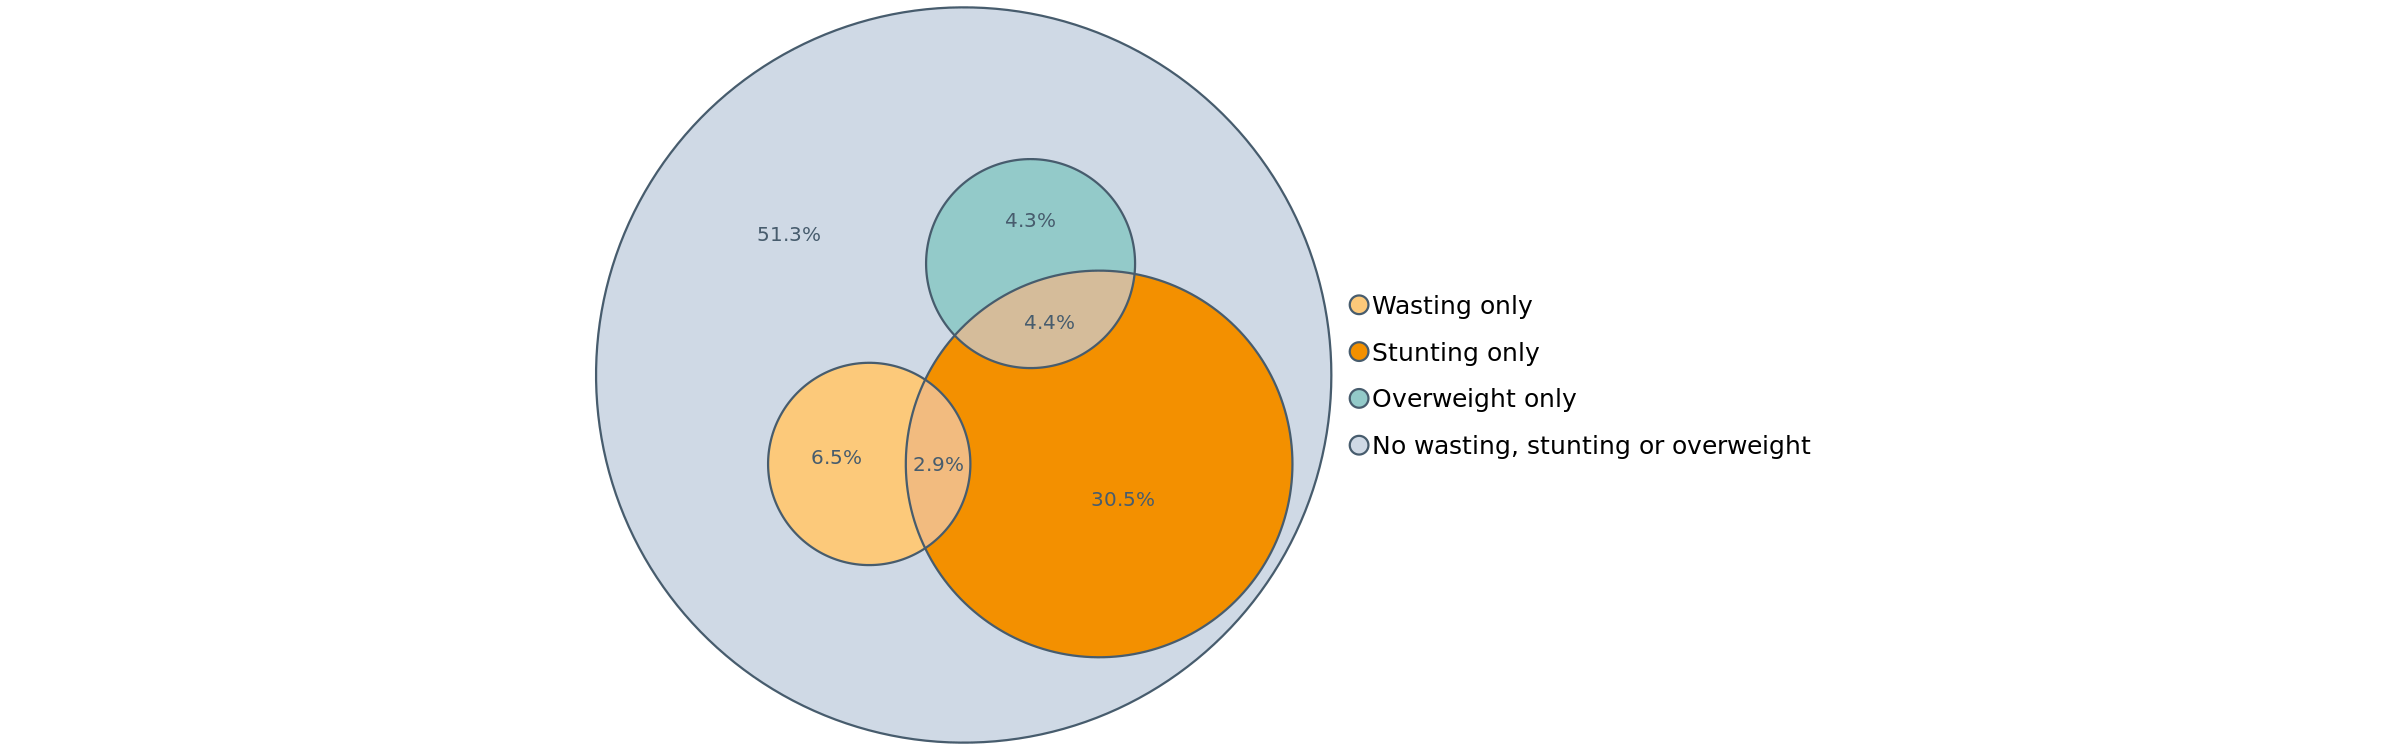 4.3%
51.3%
4.4%
6.5%
2.9%
30.5%
Wasting only
Stunting only
Overweight only
No wasting, stunting or overweight